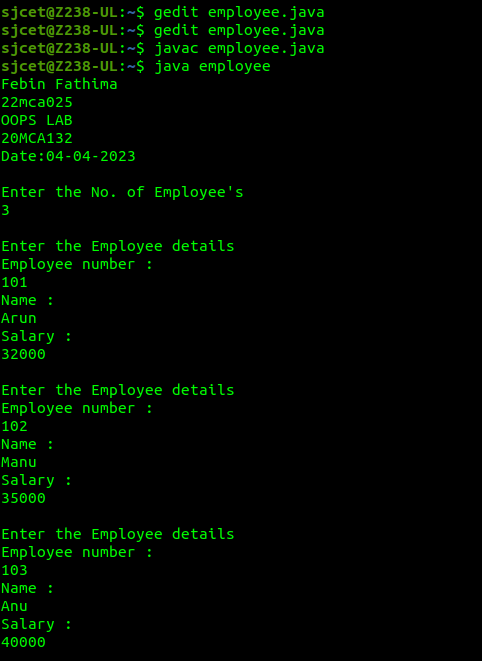 sjcet@Z238-UL:~$ gedit employee.java
sjcet@Z238-UL:~$ gedit employee.java
sjcet@Z238-UL:~$ javac employee.java
sjcet@Z238-UL:~$ java employee
Febin Fathima
22mca025
OOPS LAB
20MCA132
Date:04-04-2023
Enter the No. of Employee's
3
Enter the Employee details
Employee number :
101
Name :
Arun
Salary :
32000
Enter the Employee details
Employee number :
102
Name :
Manu
Salary :
35000
Enter the Employee details
Employee number :
103
Name :
Anu
Salary :
40000